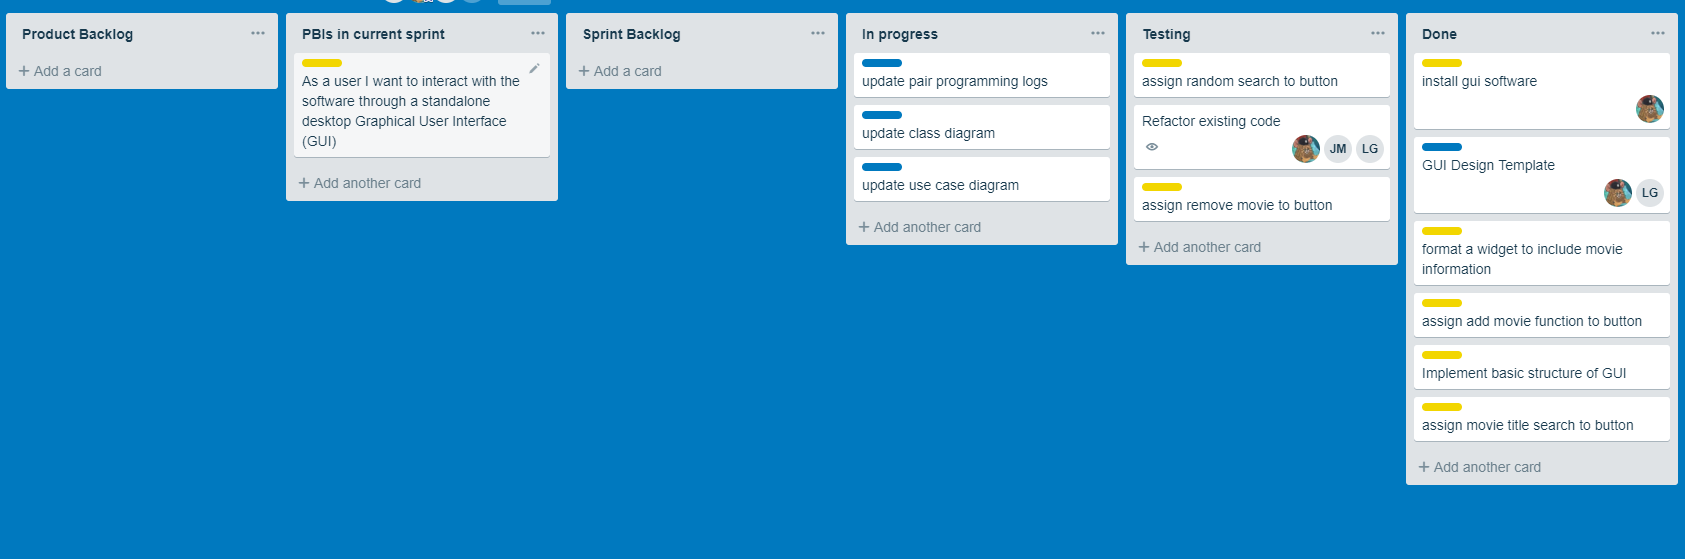 Product Backlog
+ Add a card
PBIs in current sprint
As a user I want to interact with the
software through a standalone
desktop Graphical User Interface
(GUI)
+ Add another card
Sprint Backlog
+ Add a card
In progress
update pair programming logs
update class diagram
update use case diagram
+ Add another card
Testing
assign random search to button
Refactor existing code
JM LG
assign remove movie to button
+ Add another card
Done
install gui software
GUI Design Template
LG
format a widget to include movie
information
assign add movie function to button
Implement basic structure of GUI
assign movie title search to button
+ Add another card